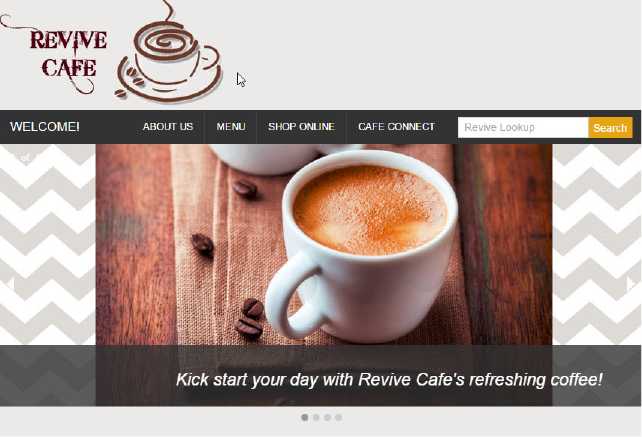 REVIVE
CAFE
WELCOME!
ABOUT US
MENU
SHOP ONLINE
CAFE CONNECT
Revive Lookup
Search
of
Kick start your day with Revive Cafe's refreshing coffee!